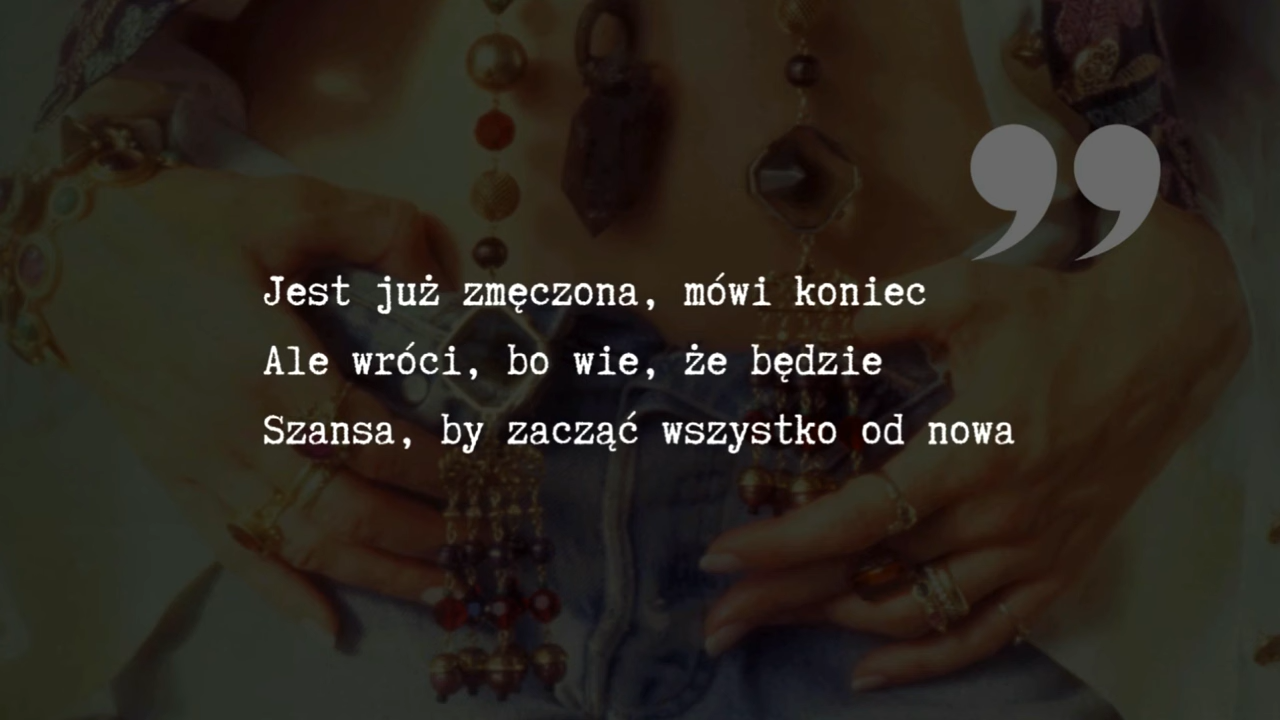 Jest już zmęczona, mówi koniec
Ale wróci, bo wie, że będzie
Szansa, by zacząć wszystko od nowa